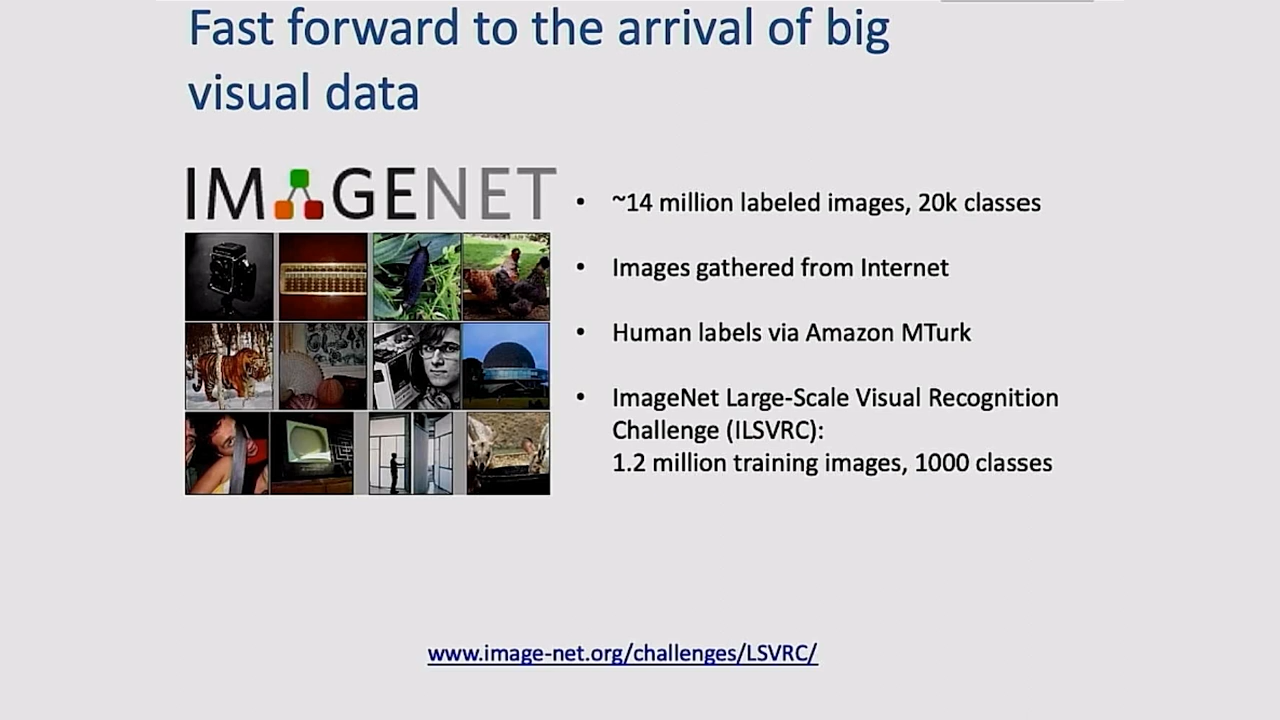 Fast forward to the arrival of big
visual data
IMAGENET
• ~14 million labeled images, 20k classes
• Images gathered from Internet
• Human labels via Amazon MTurk
• ImageNet Large-Scale Visual Recognition
Challenge (ILSVRC):
1.2 million training images, 1000 classes
www.image-net.org/challenges/LSVRC/